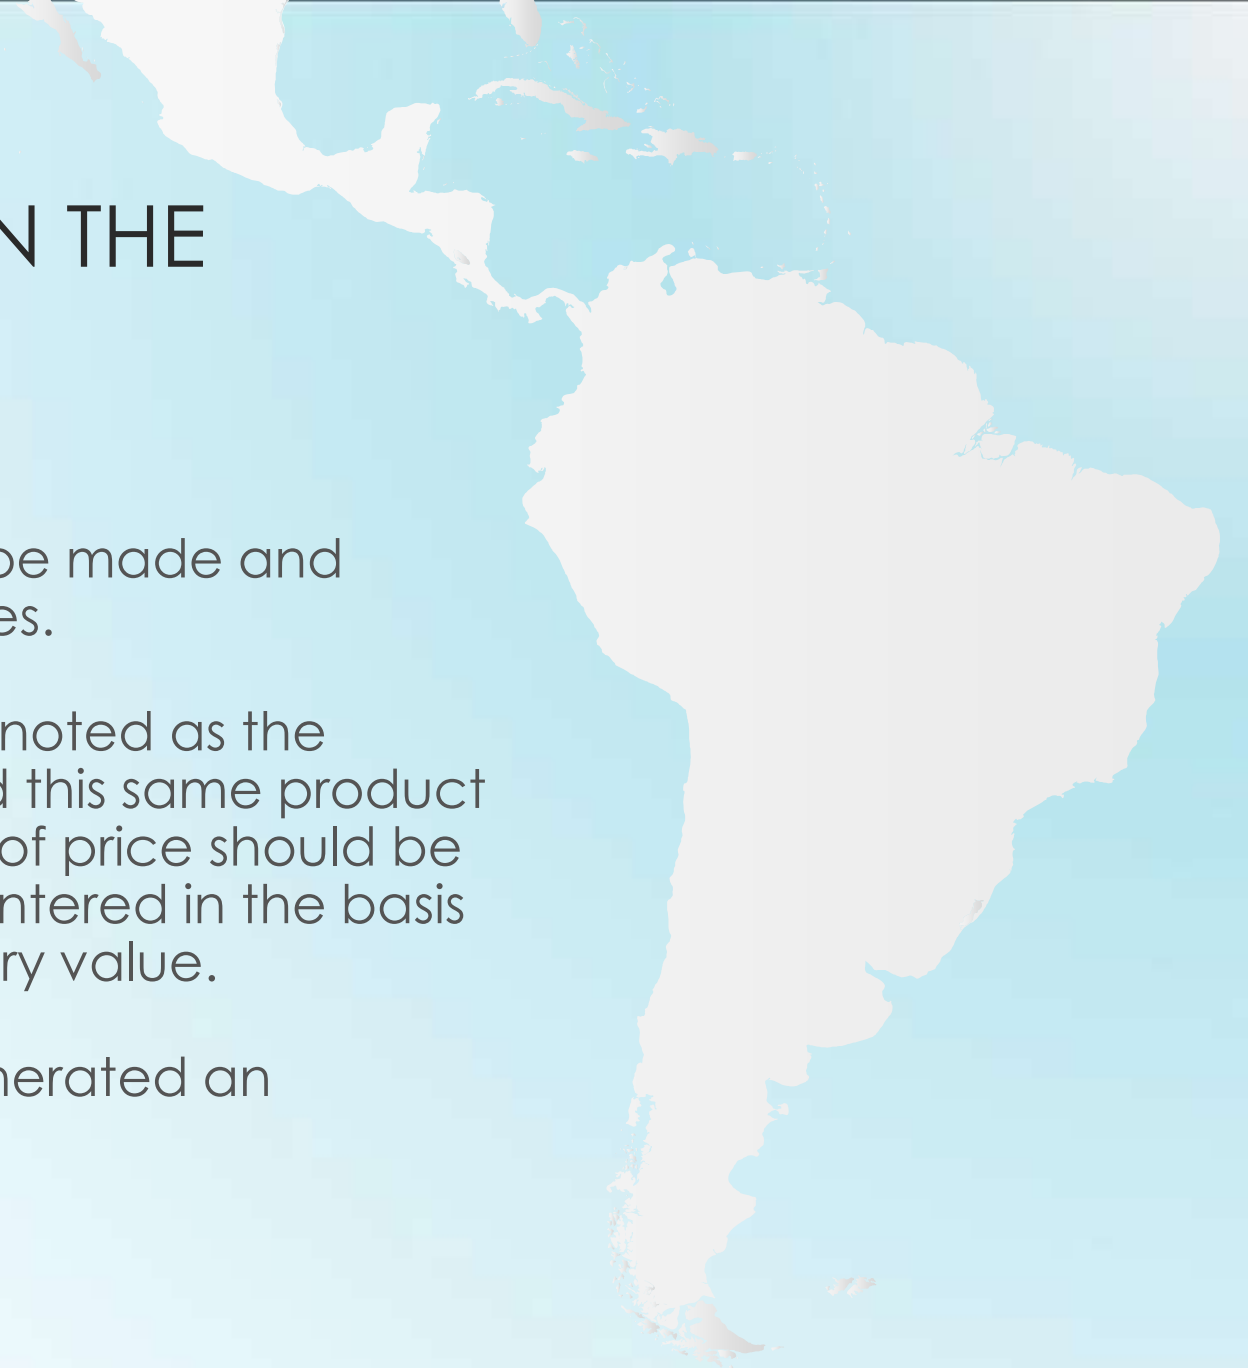 N THE
be made and
es.
noted as the
d this same product
of price should be
ntered in the basis
ry value.
nerated an